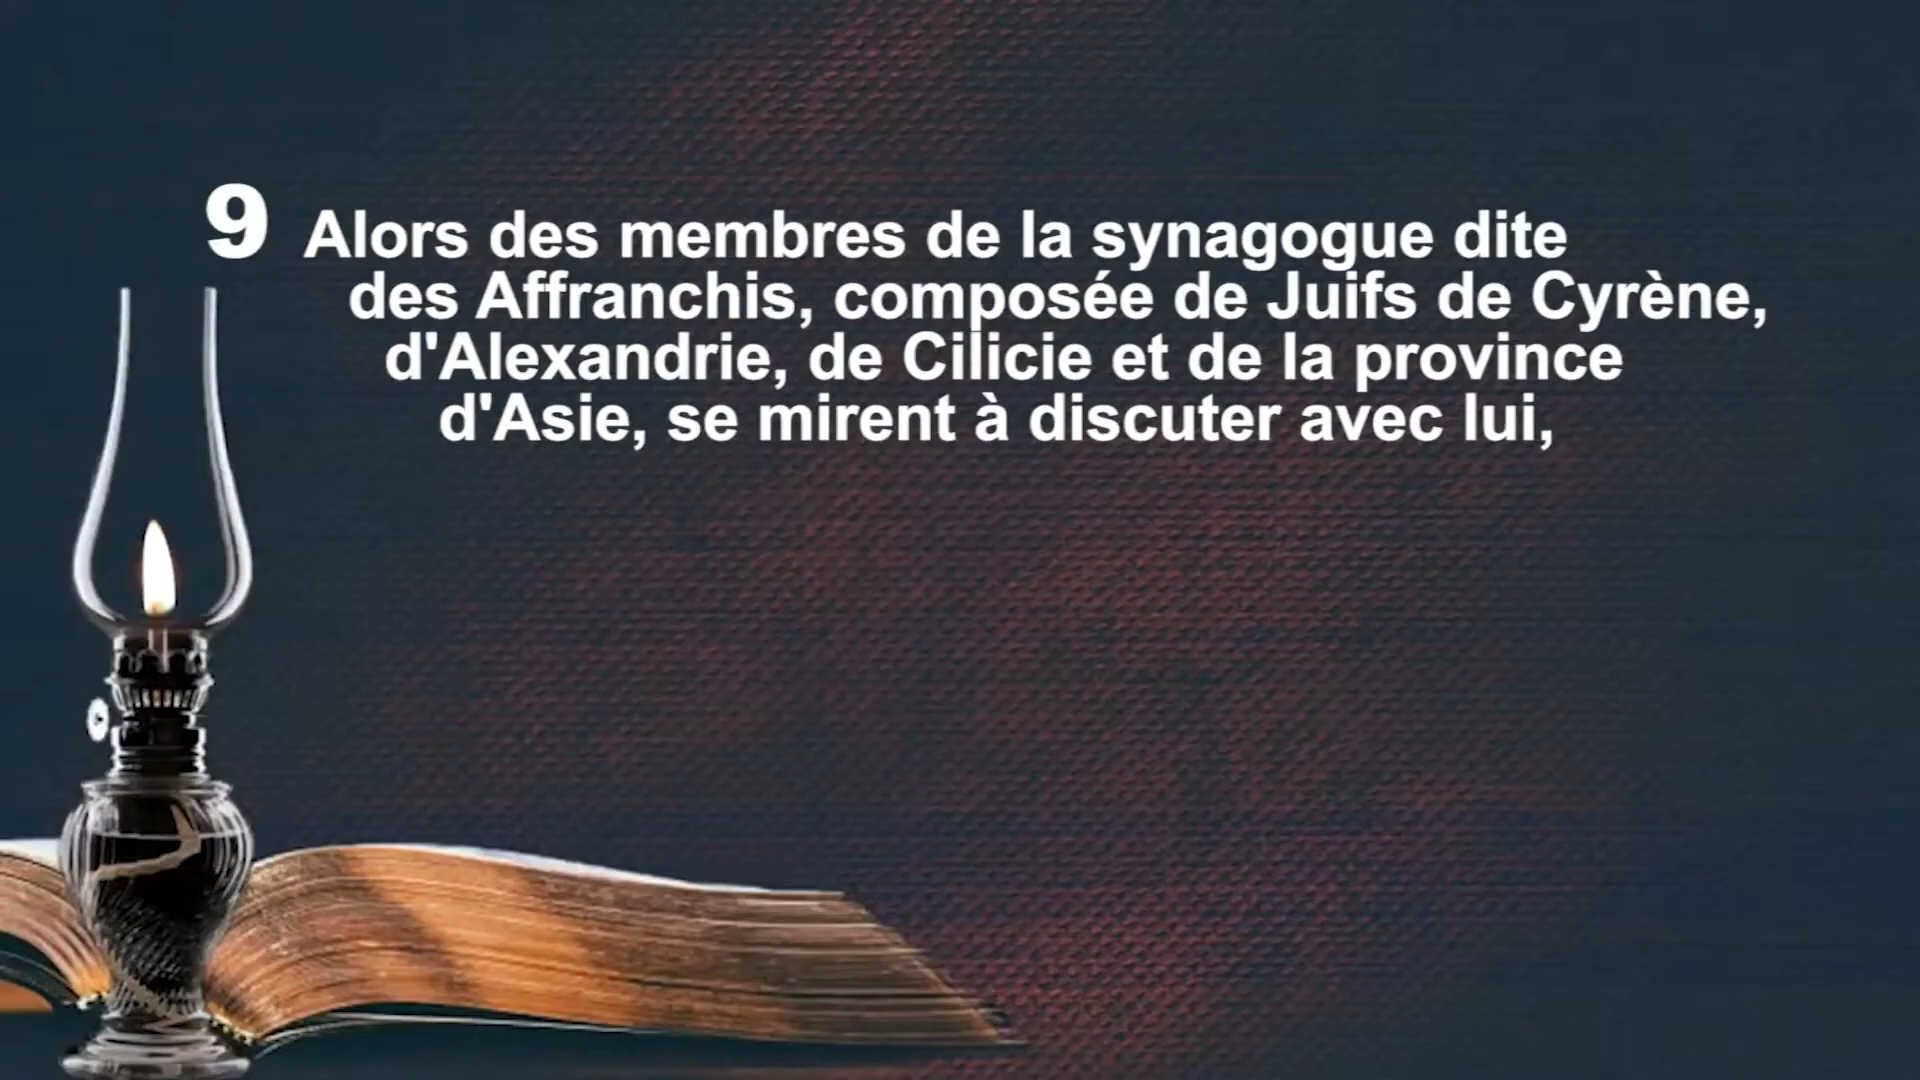 9 Alors des membres de la synagogue dite
des Affranchis, composée de Juifs de Cyrène,
d'Alexandrie, de Cilicie et de la province
d'Asie, se mirent à discuter avec lui,